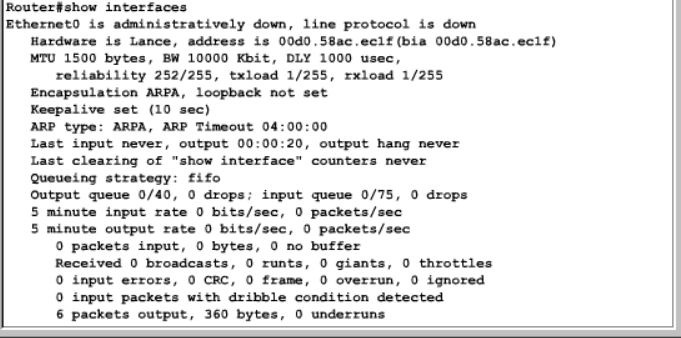 Router#show interfaces
Ethernet0 is administratively down, line protocol is down
Hardware is Lance, address is 00d0.58ac.ec1f(bia 00d0.58ac.ec1f)
MTU 1500 bytes, BW 10000 Kbit, DLY 1000 usec,
reliability 252/255, txload 1/255, rxload 1/255
Encapsulation ARPA, loopback not set
Keepalive set (10 sec)
ARP type: ARPA, ARP Timeout 04:00:00
Last input never, output 00:00:20, output hang never
Last clearing of "show interface" counters never
Queueing strategy: fifo
Output queue 0/40, 0 drops; input queue 0/75, 0 drops
5 minute input rate 0 bits/sec, 0 packets/sec
5 minute output rate 0 bits/sec, 0 packets/sec
0 packets input, 0 bytes, 0 no buffer
Received 0 broadcasts, 0 runts, 0 giants, 0 throttles
0 input errors, 0 CRC, 0 frame, 0 overrun, 0 ignored
0 input packets with dribble condition detected
6 packets output, 360 bytes, 0 underruns